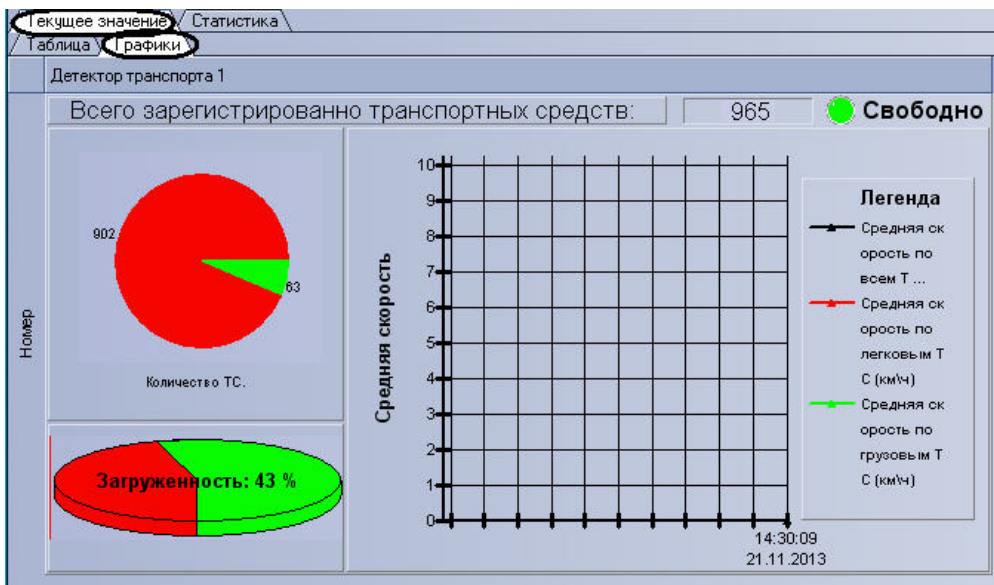 Текущее значение Статистика
Таблица Графики
Детектор транспорта 1
Всего зарегистрированно транспортных средств: 965 Свободно
Номер
902
63
Количество ТС.
Загруженность: 43 %
Средняя скорость
10
9
8
7
6
5
4
3
2
1
0
14:30:09
21.11.2013
Легенда
Средняя ск
орость по
всем Т ...
Средняя ск
орость по
легковым Т
С (км\ч)
Средняя ск
орость по
грузовым Т
С (км\ч)